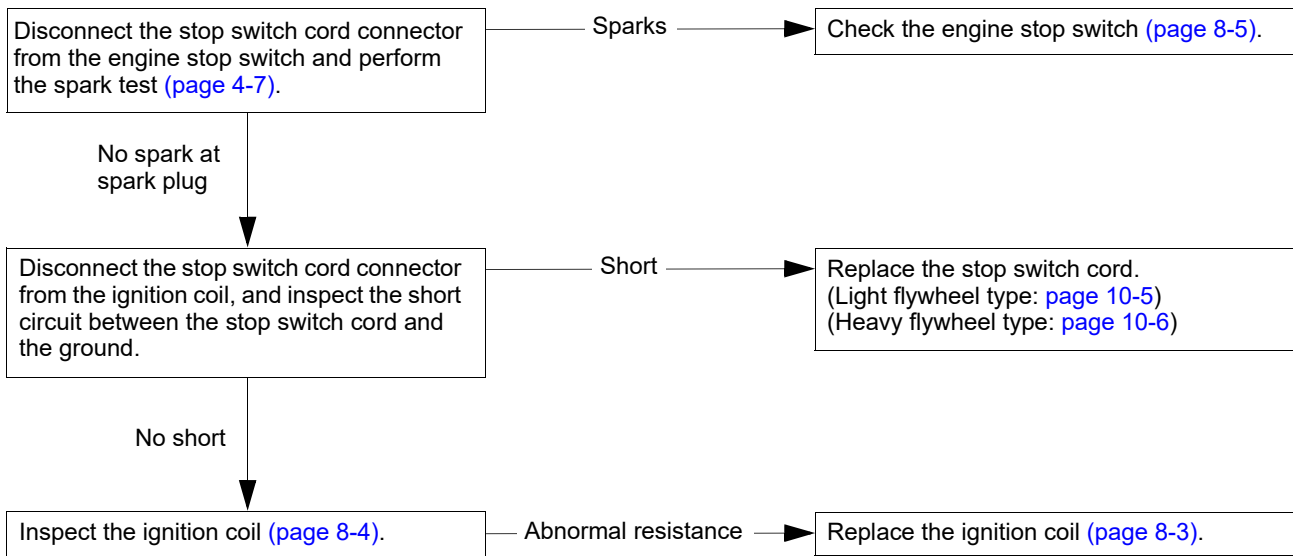 Disconnect the stop switch cord connector
from the engine stop switch and perform
the spark test (page 4-7).
Sparks
Check the engine stop switch (page 8-5).
No spark at
spark plug
Disconnect the stop switch cord connector
from the ignition coil, and inspect the short
circuit between the stop switch cord and
the ground.
Short
Replace the stop switch cord.
(Light flywheel type: page 10-5)
(Heavy flywheel type: page 10-6)
No short
Inspect the ignition coil (page 8-4).
Abnormal resistance
Replace the ignition coil (page 8-3).